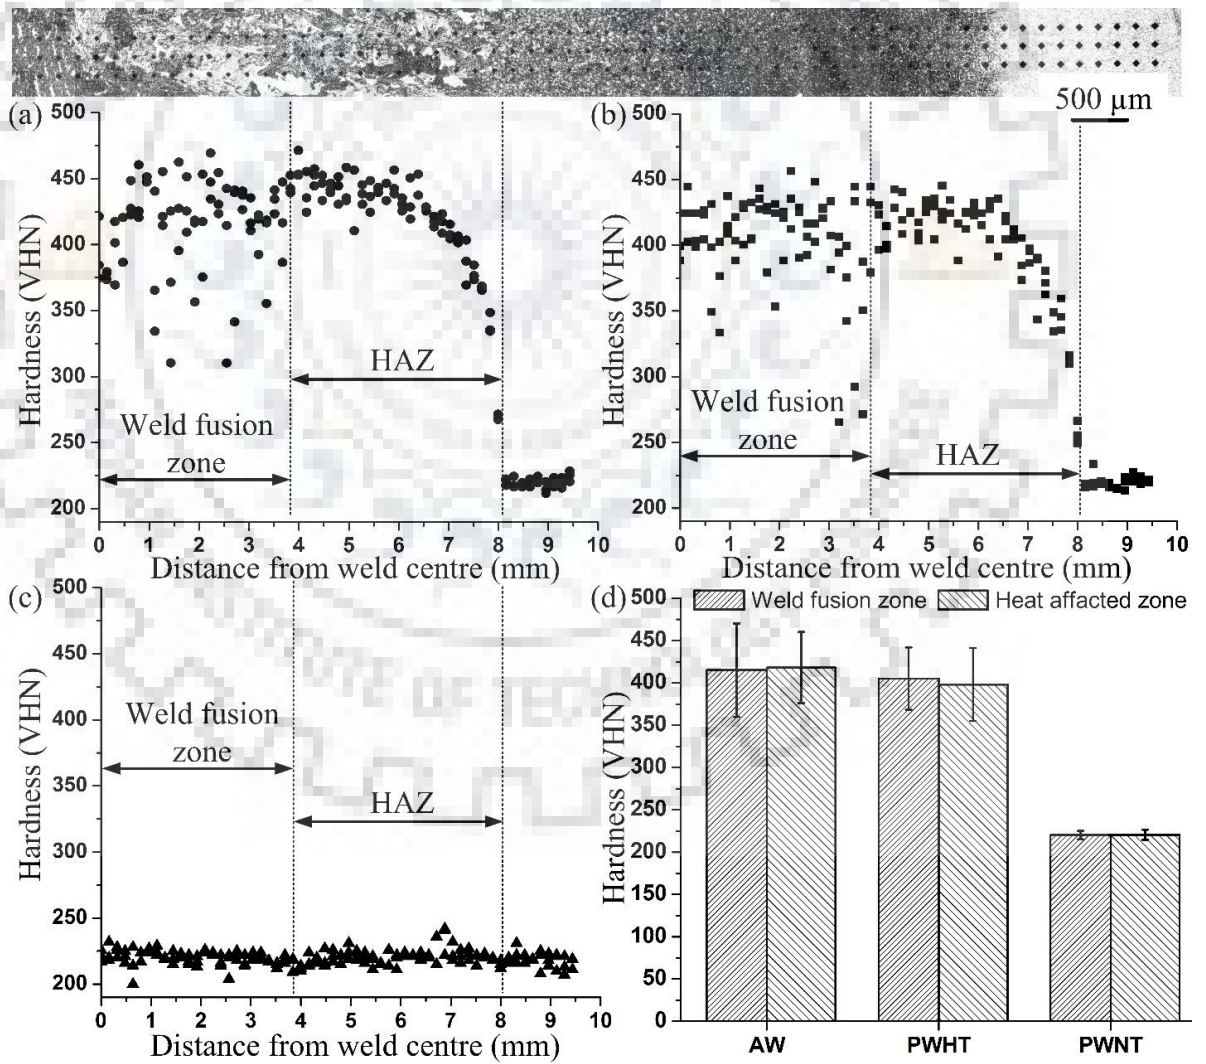 (a)
500
450
400
350
300
250
200
Hardness (VHN)
HAZ
Weld fusion
zone
0 1 2 3 4 5 6 7 8 9 10
Distance from weld centre (mm)
(b)
500 µm
500
450
400
350
300
250
200
Hardness (VHN)
Weld fusion
zone
HAZ
0 1 2 3 4 5 6 7 8 9 10
Distance from weld centre (mm)
(c)
500
450
400
350
300
250
200
Hardness (VHN)
Weld fusion
zone
HAZ
0 1 2 3 4 5 6 7 8 9 10
Distance from weld centre (mm)
(d)
Weld fusion zone Heat affacted zone
500
450
400
350
300
250
200
150
100
50
0
Hardness (VHN)
AW PWHT PWNT